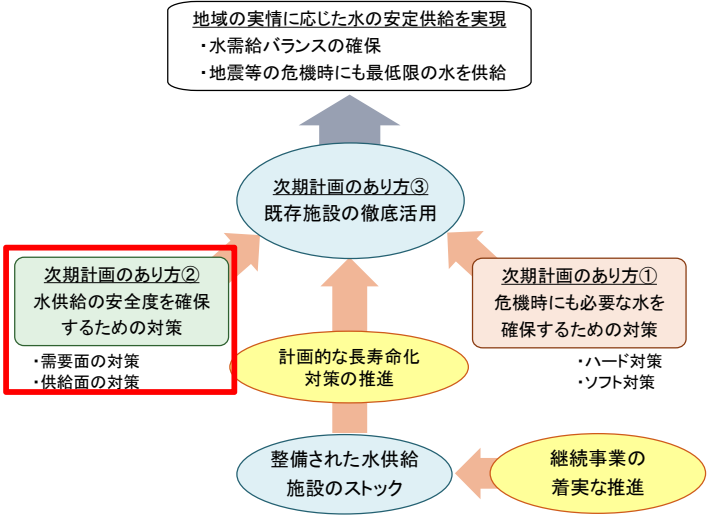 地域の実情に応じた水の安定供給を実現
・水需給バランスの確保
・地震等の危機時にも最低限の水を供給
次期計画のあり方③
既存施設の徹底活用
次期計画のあり方②
水供給の安全度を確保
するための対策
・需要面の対策
・供給面の対策
次期計画のあり方①
危機時にも必要な水を
確保するための対策
・ハード対策
・ソフト対策
計画的な長寿命化
対策の推進
整備された水供給
施設のストック
継続事業の
着実な推進